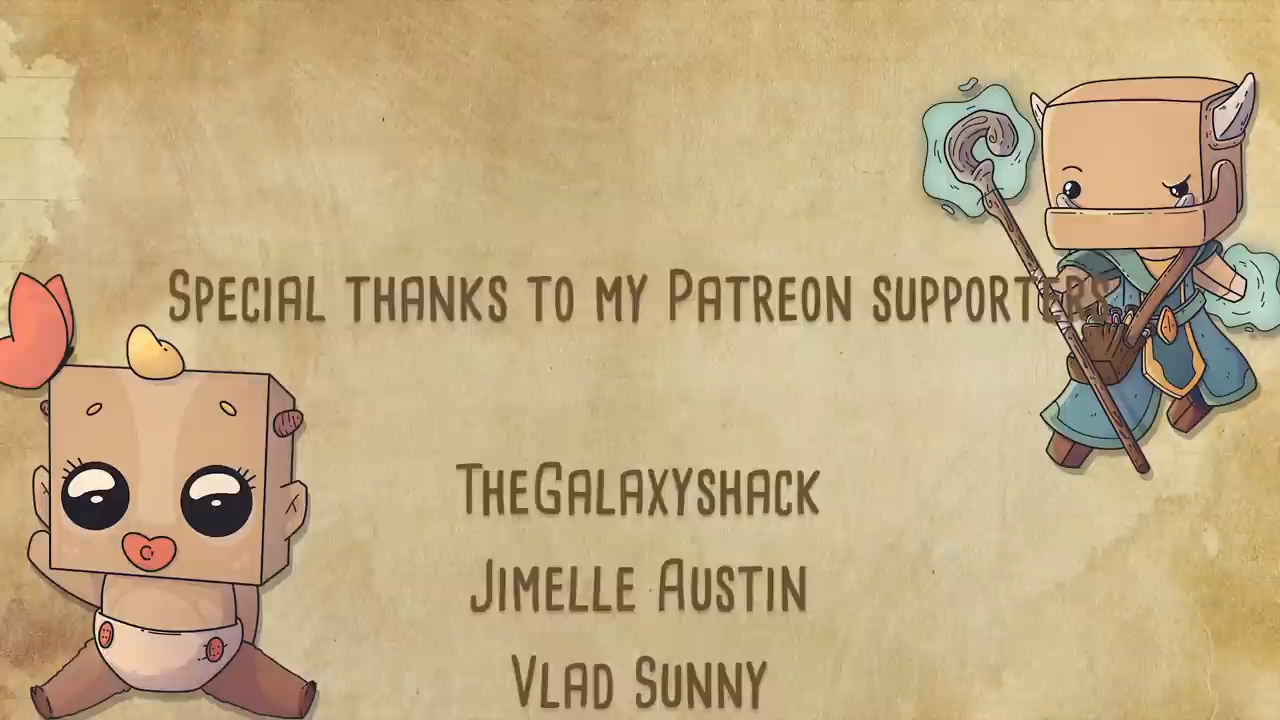 Special thanks to my Patreon supporters
TheGalaxyshack
Jimelle Austin
Vlad Sunny